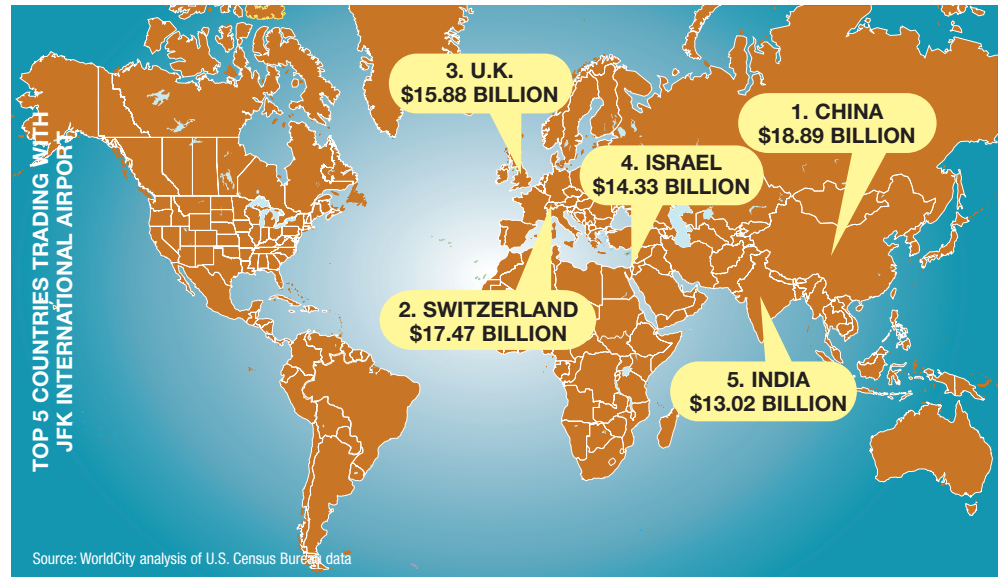 TOP 5 COUNTRIES TRADING WITH
JFK INTERNATIONAL AIRPORT
3. U.K.
$15.88 BILLION
1. CHINA
$18.89 BILLION
4. ISRAEL
$14.33 BILLION
2. SWITZERLAND
$17.47 BILLION
5. INDIA
$13.02 BILLION
Source: WorldCity analysis of U.S. Census Bureau data